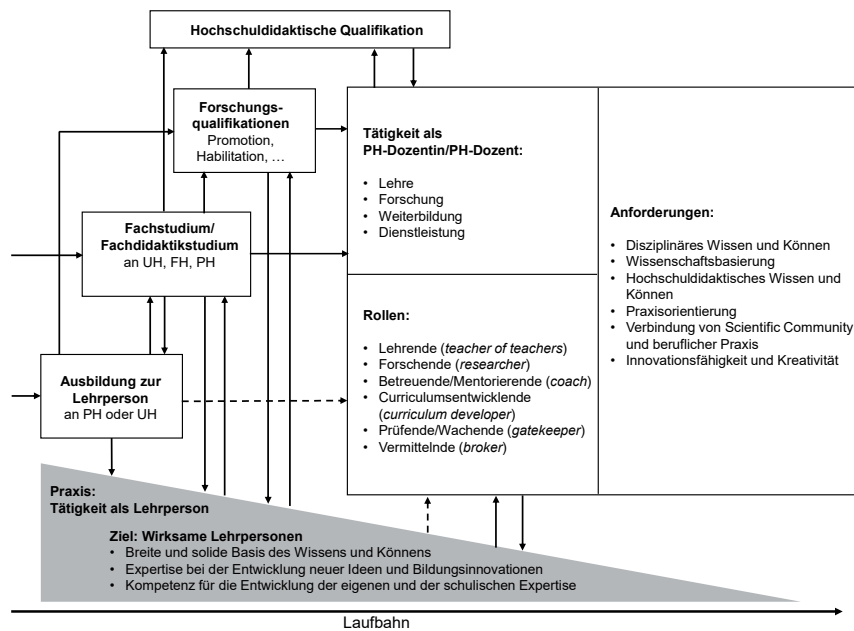 Hochschuldidaktische Qualifikation
Forschungs-
qualifikationen
Promotion,
Habilitation, …
Fachstudium/
Fachdidaktikstudium
an UH, FH, PH
Ausbildung zur
Lehrperson
an PH oder UH
Tätigkeit als
PH-Dozentin/PH-Dozent:
• Lehre
• Forschung
• Weiterbildung
• Dienstleistung
Rollen:
• Lehrende (teacher of teachers)
• Forschende (researcher)
• Betreuende/Mentorierende (coach)
• Curriculumsentwicklende
(curriculum developer)
• Prüfende/Wachende (gatekeeper)
• Vermittelnde (broker)
Anforderungen:
• Disziplinäres Wissen und Können
• Wissenschaftsbasierung
• Hochschuldidaktisches Wissen und
Können
• Praxisorientierung
• Verbindung von Scientific Community
und beruflicher Praxis
• Innovationsfähigkeit und Kreativität
Praxis:
Tätigkeit als Lehrperson
Ziel: Wirksame Lehrpersonen
• Breite und solide Basis des Wissens und Könnens
• Expertise bei der Entwicklung neuer Ideen und Bildungsinnovationen
• Kompetenz für die Entwicklung der eigenen und der schulischen Expertise
Laufbahn